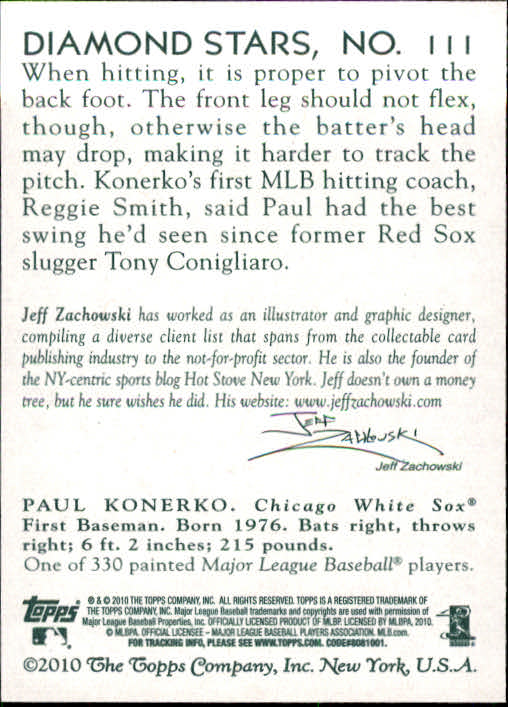 DIAMOND STARS, NO. 111
When hitting, it is proper to pivot the
back foot. The front leg should not flex,
though, otherwise the batter's head
may drop, making it harder to track the
pitch. Konerko's first MLB hitting coach,
Reggie Smith, said Paul had the best
swing he'd seen since former Red Sox
slugger Tony Conigliaro.
Jeff Zachowski has worked as an illustrator and graphic designer,
compiling a diverse client list that spans from the collectable card
publishing industry to the not-for-profit sector. He is also the founder of
the NY-centric sports blog Hot Stove New York. Jeff doesn't own a money
tree, but he sure wishes he did. His website: www.jeffzachowski.com
Jeff Zachowski
PAUL KONERKO. Chicago White Sox®
First Baseman. Born 1976. Bats right, throws
right; 6 ft. 2 inches; 215 pounds.
One of 330 painted Major League Baseball® players.
Topps
® & © 2010 THE TOPPS COMPANY, INC. ALL RIGHTS RESERVED. TOPPS IS A REGISTERED TRADEMARK OF
THE TOPPS COMPANY, INC. Major League Baseball trademarks and copyrights are used with permission of
Major League Baseball Properties, Inc. OFFICIALLY LICENSED PRODUCT OF MLBP. LICENSED BY MLBPA, 2010.
© MLBPA. OFFICIAL LICENSEE – MAJOR LEAGUE BASEBALL PLAYERS ASSOCIATION. MLB.com.
FOR TRACKING INFO, PLEASE SEE WWW.TOPPS.COM. CODE#8081001.
©2010 The Topps Company, Inc. New York, U.S.A.